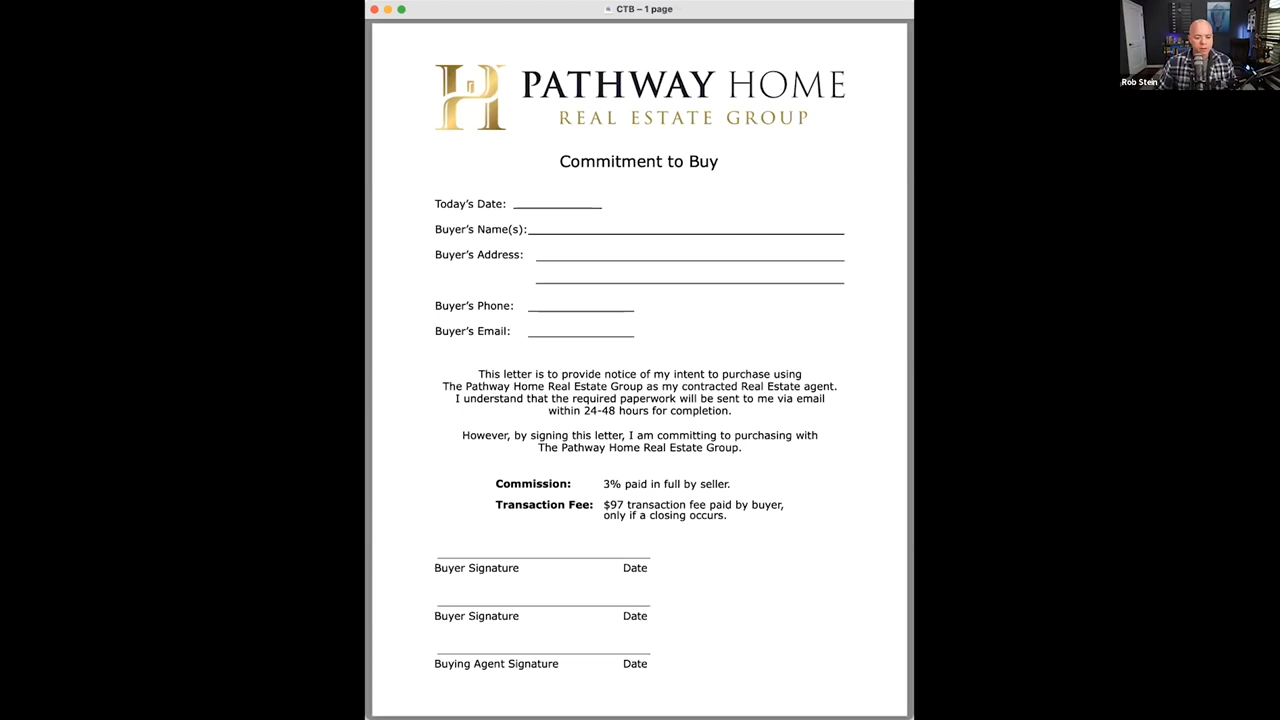 CTB – 1 page
Rob Stein
PATHWAY HOME
REAL ESTATE GROUP
Commitment to Buy
Today's Date: ____________
Buyer's Name(s): ____________
Buyer's Address: ____________
Buyer's Phone: ____________
Buyer's Email: ____________
This letter is to provide notice of my intent to purchase using
The Pathway Home Real Estate Group as my contracted Real Estate agent.
I understand that the required paperwork will be sent to me via email
within 24-48 hours for completion.
However, by signing this letter, I am committing to purchasing with
The Pathway Home Real Estate Group.
Commission: 3% paid in full by seller.
Transaction Fee: $97 transaction fee paid by buyer,
only if a closing occurs.
Buyer Signature Date
Buyer Signature Date
Buying Agent Signature Date